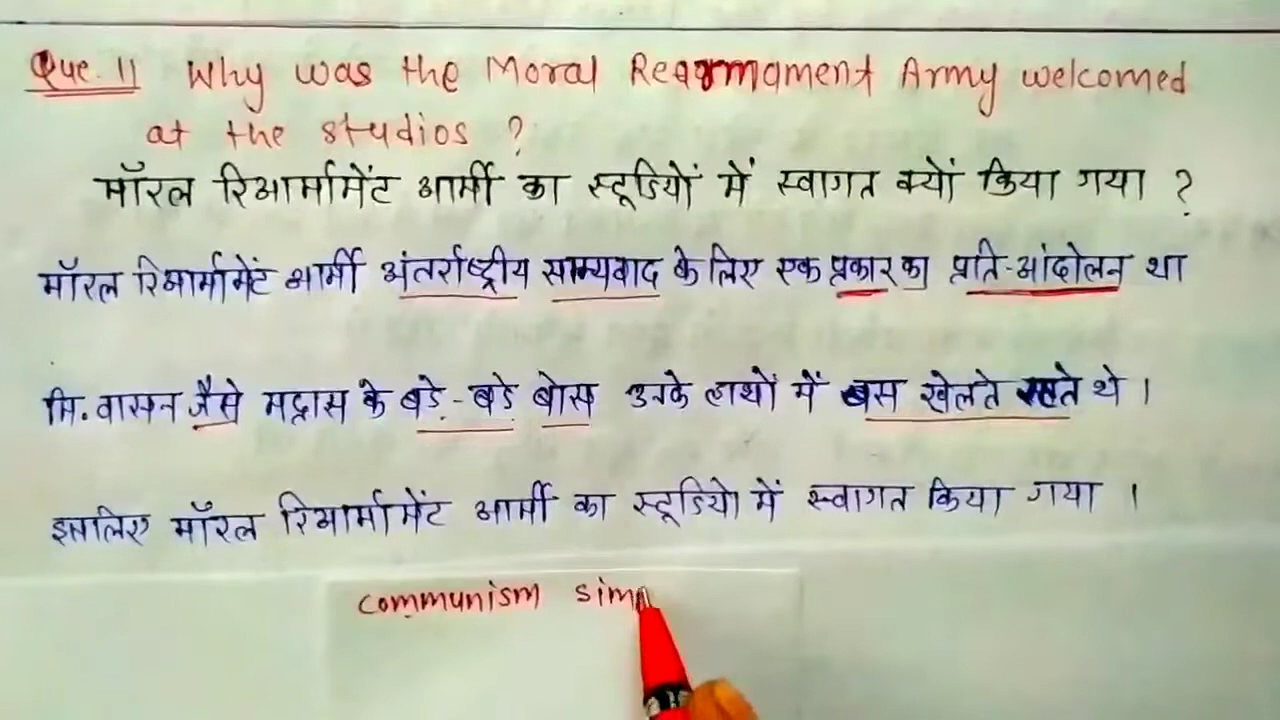 Que. 11 Why was the Moral Rearmament Army welcomed
at the studios ?
मॉरल रिआर्मामेंट आर्मी का स्टूडियों में स्वागत क्यों किया गया ?
मॉरल रिआर्मामेंट आर्मी अंतर्राष्ट्रीय साम्यवाद के लिए एक प्रकार का प्रति-आंदोलन था
मि. वासन जैसे मद्रास के बड़े-बड़े बोस उनके हाथों में बस खेलते रहते थे ।
इसलिए मॉरल रिआर्मामेंट आर्मी का स्टूडियो में स्वागत किया गया ।
communism sim